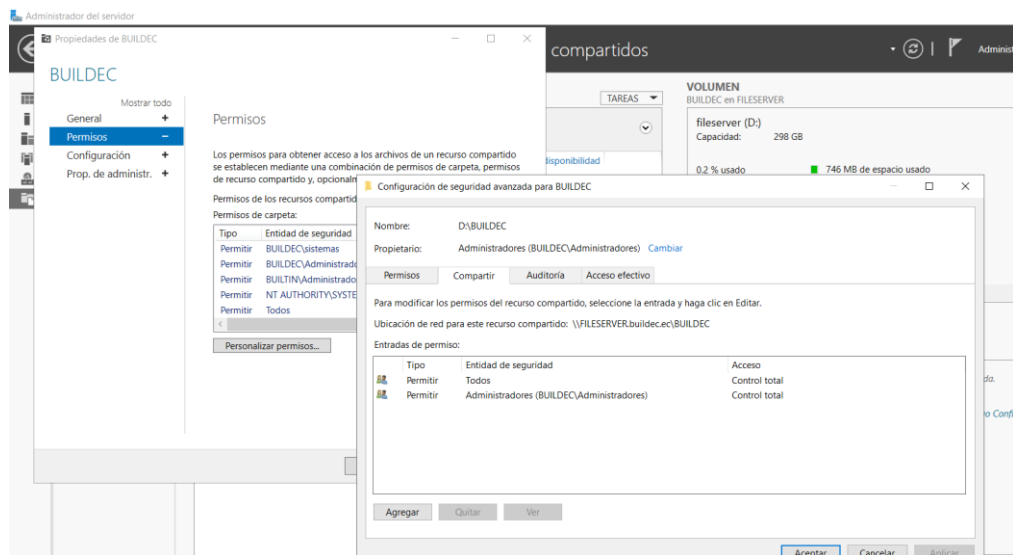 Administrador del servidor
Propiedades de BUILDEC
compartidos
BUILDEC
Mostrar todo
General
Permisos
Configuración
Prop. de administr.
Permisos
Los permisos para obtener acceso a los archivos de un recurso compartido
se establecen mediante una combinación de permisos de carpeta, permisos
de recurso compartido y,
Permisos de los recursos
Permisos de carpeta:
Tipo Entidad de seguridad
Permitir BUILDEC\sistemas
Permitir
Permitir
Permitir
Permitir Todos
Personalizar permisos...
TAREAS
VOLUMEN
BUILDEC en FILESERVER
fileserver (D:)
Capacidad: 298 GB
0.2 % usado 746 MB de espacio usado
Configuración de seguridad avanzada para BUILDEC
Nombre: D:\BUILDEC
Propietario: Administradores (BUILDEC\Administradores) Cambiar
Permisos Compartir Auditoría Acceso efectivo
Para modificar los permisos del recurso compartido, seleccione la entrada y haga clic en Editar.
Ubicación de red para este recurso compartido: \\FILESERVER.buildec.ec\BUILDEC
Entradas de permiso:
Tipo Entidad de seguridad Acceso
Permitir Todos Control total
Permitir Administradores (BUILDEC\Administradores) Control total
Agregar Quitar Ver
Aceptar Cancelar Aplicar